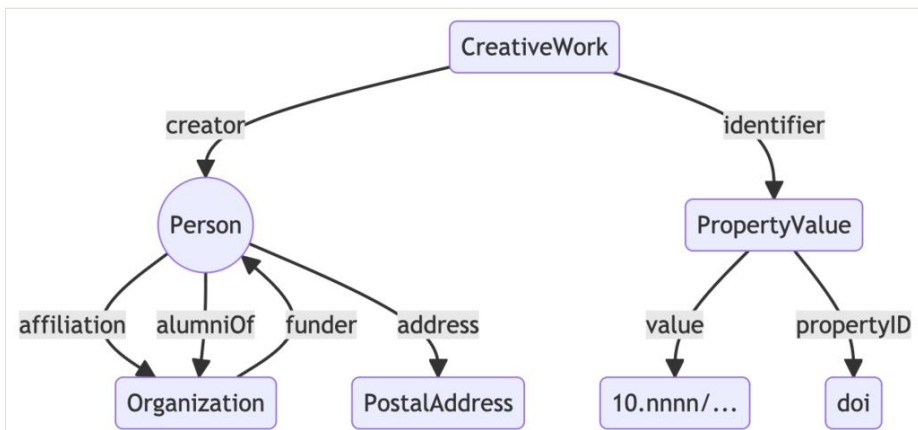 CreativeWork
creator
identifier
Person
PropertyValue
affiliation
alumniOf
funder
address
value
propertyID
Organization
PostalAddress
10.nnnn/...
doi